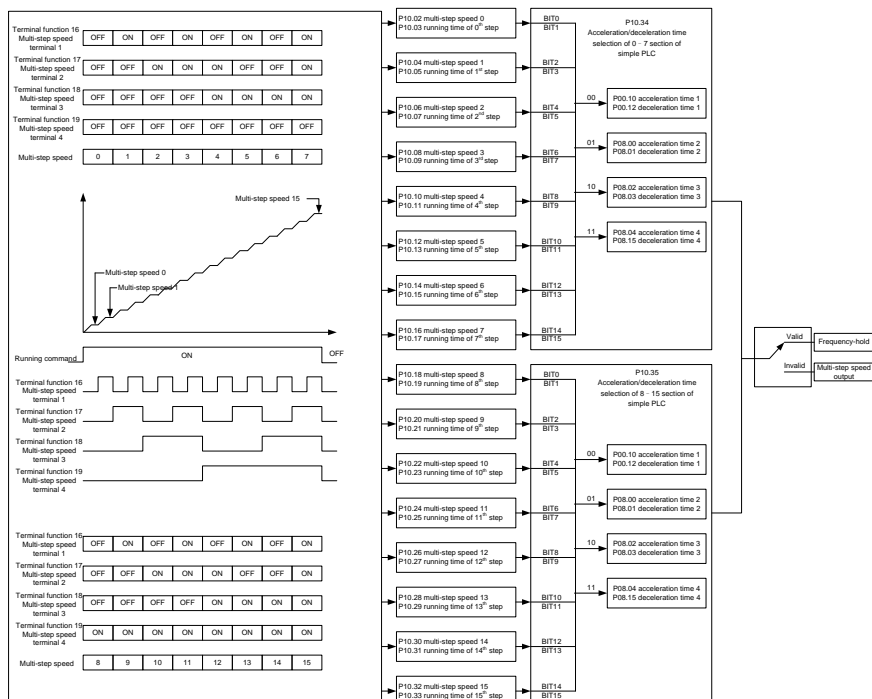 Terminal function 16
Multi-step speed
terminal 1
OFF ON OFF ON OFF ON OFF ON
Terminal function 17
Multi-step speed
terminal 2
OFF OFF ON ON OFF OFF ON ON
Terminal function 18
Multi-step speed
terminal 3
OFF OFF OFF OFF ON ON ON ON
Terminal function 19
Multi-step speed
terminal 4
OFF OFF OFF OFF OFF OFF OFF OFF
Multi-step speed
0 1 2 3 4 5 6 7
Multi-step speed 15
Multi-step speed 0
Multi-step speed 1
Running command
ON
OFF
Terminal function 16
Multi-step speed
terminal 1
Terminal function 17
Multi-step speed
terminal 2
Terminal function 18
Multi-step speed
terminal 3
Terminal function 19
Multi-step speed
terminal 4
Terminal function 16
Multi-step speed
terminal 1
OFF ON OFF ON OFF ON OFF ON
Terminal function 17
Multi-step speed
terminal 2
OFF OFF ON ON OFF OFF ON ON
Terminal function 18
Multi-step speed
terminal 3
OFF OFF OFF OFF ON ON ON ON
Terminal function 19
Multi-step speed
terminal 4
ON ON ON ON ON ON ON ON
Multi-step speed
8 9 10 11 12 13 14 15
P10.02 multi-step speed 0
P10.03 running time of 0th step
BIT0
BIT1
P10.04 multi-step speed 1
P10.05 running time of 1st step
BIT2
BIT3
P10.06 multi-step speed 2
P10.07 running time of 2nd step
BIT4
BIT5
P10.08 multi-step speed 3
P10.09 running time of 3rd step
BIT6
BIT7
P10.10 multi-step speed 4
P10.11 running time of 4th step
BIT8
BIT9
P10.12 multi-step speed 5
P10.13 running time of 5th step
BIT10
BIT11
P10.14 multi-step speed 6
P10.15 running time of 6th step
BIT12
BIT13
P10.16 multi-step speed 7
P10.17 running time of 7th step
BIT14
BIT15
P10.34
Acceleration/deceleration time
selection of 0 - 7 section of
simple PLC
00
P00.10 acceleration time 1
P00.12 deceleration time 1
01
P08.00 acceleration time 2
P08.01 deceleration time 2
10
P08.02 acceleration time 3
P08.03 deceleration time 3
11
P08.04 acceleration time 4
P08.15 deceleration time 4
P10.18 multi-step speed 8
P10.19 running time of 8th step
BIT0
BIT1
P10.20 multi-step speed 9
P10.21 running time of 9th step
BIT2
BIT3
P10.22 multi-step speed 10
P10.23 running time of 10th step
BIT4
BIT5
P10.24 multi-step speed 11
P10.25 running time of 11th step
BIT6
BIT7
P10.26 multi-step speed 12
P10.27 running time of 12th step
BIT8
BIT9
P10.28 multi-step speed 13
P10.29 running time of 13th step
BIT10
BIT11
P10.30 multi-step speed 14
P10.31 running time of 14th step
BIT12
BIT13
P10.32 multi-step speed 15
P10.33 running time of 15th step
BIT14
BIT15
P10.35
Acceleration/deceleration time
selection of 8 - 15 section of
simple PLC
00
P00.10 acceleration time 1
P00.12 deceleration time 1
01
P08.00 acceleration time 2
P08.01 deceleration time 2
10
P08.02 acceleration time 3
P08.03 deceleration time 3
11
P08.04 acceleration time 4
P08.15 deceleration time 4
Valid
Frequency-hold
Invalid
Multi-step speed
output